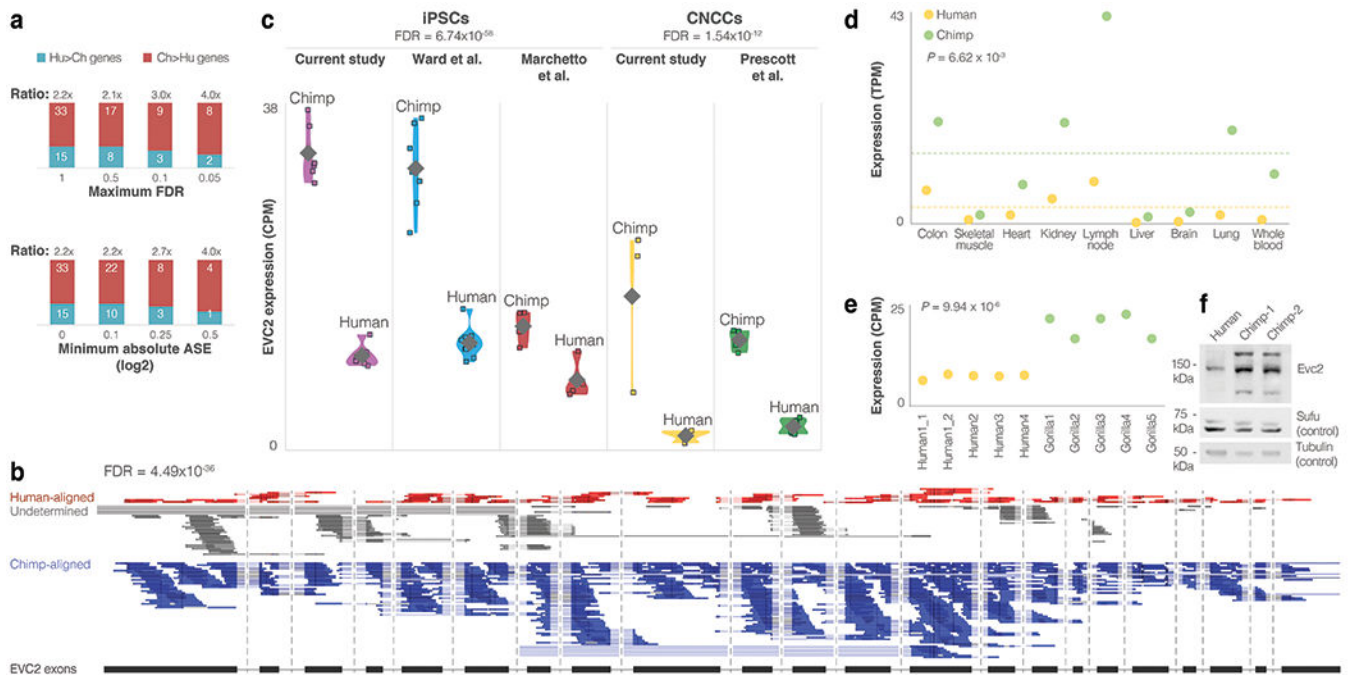 a
Hu>Ch genes
Ch>Hu genes
Ratio: 2.2x 2.1x 3.0x 4.0x
33 17 9 8
15 8 3 2
1 0.5 0.1 0.05
Maximum FDR
Ratio: 2.2x 2.2x 2.7x 4.0x
33 22 8 4
15 10 3 1
0 0.1 0.25 0.5
Minimum absolute ASE
(log2)
c
iPSCs
FDR = 6.74x10-58
CNCCs
FDR = 1.54x10-12
Current study
Ward et al.
Marchetto
et al.
Current study
Prescott
et al.
EVC2 expression (CPM)
38
0
Chimp
Human
Chimp
Human
Chimp
Human
Chimp
Human
Chimp
Human
d
Human
Chimp
P = 6.62 x 10-3
Expression (TPM)
43
0
Colon
Skeletal
muscle
Heart
Kidney
Lymph
node
Liver
Brain
Lung
Whole
blood
e
P = 9.94 x 10-6
Expression (CPM)
25
0
Human1_1
Human1_2
Human2
Human3
Human4
Gorilla1
Gorilla2
Gorilla3
Gorilla4
Gorilla5
f
Human
Chimp-1
Chimp-2
150 -
kDa
Evc2
75 -
kDa
Sufu
(control)
50 -
kDa
Tubulin
(control)
b
FDR = 4.49x10-36
Human-aligned
Undetermined
Chimp-aligned
EVC2 exons